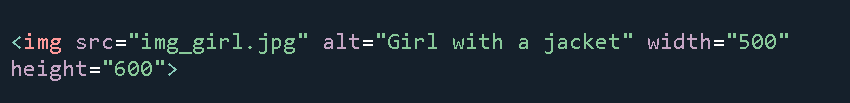 <img src="img_girl.jpg" alt="Girl with a jacket" width="500"
height="600">